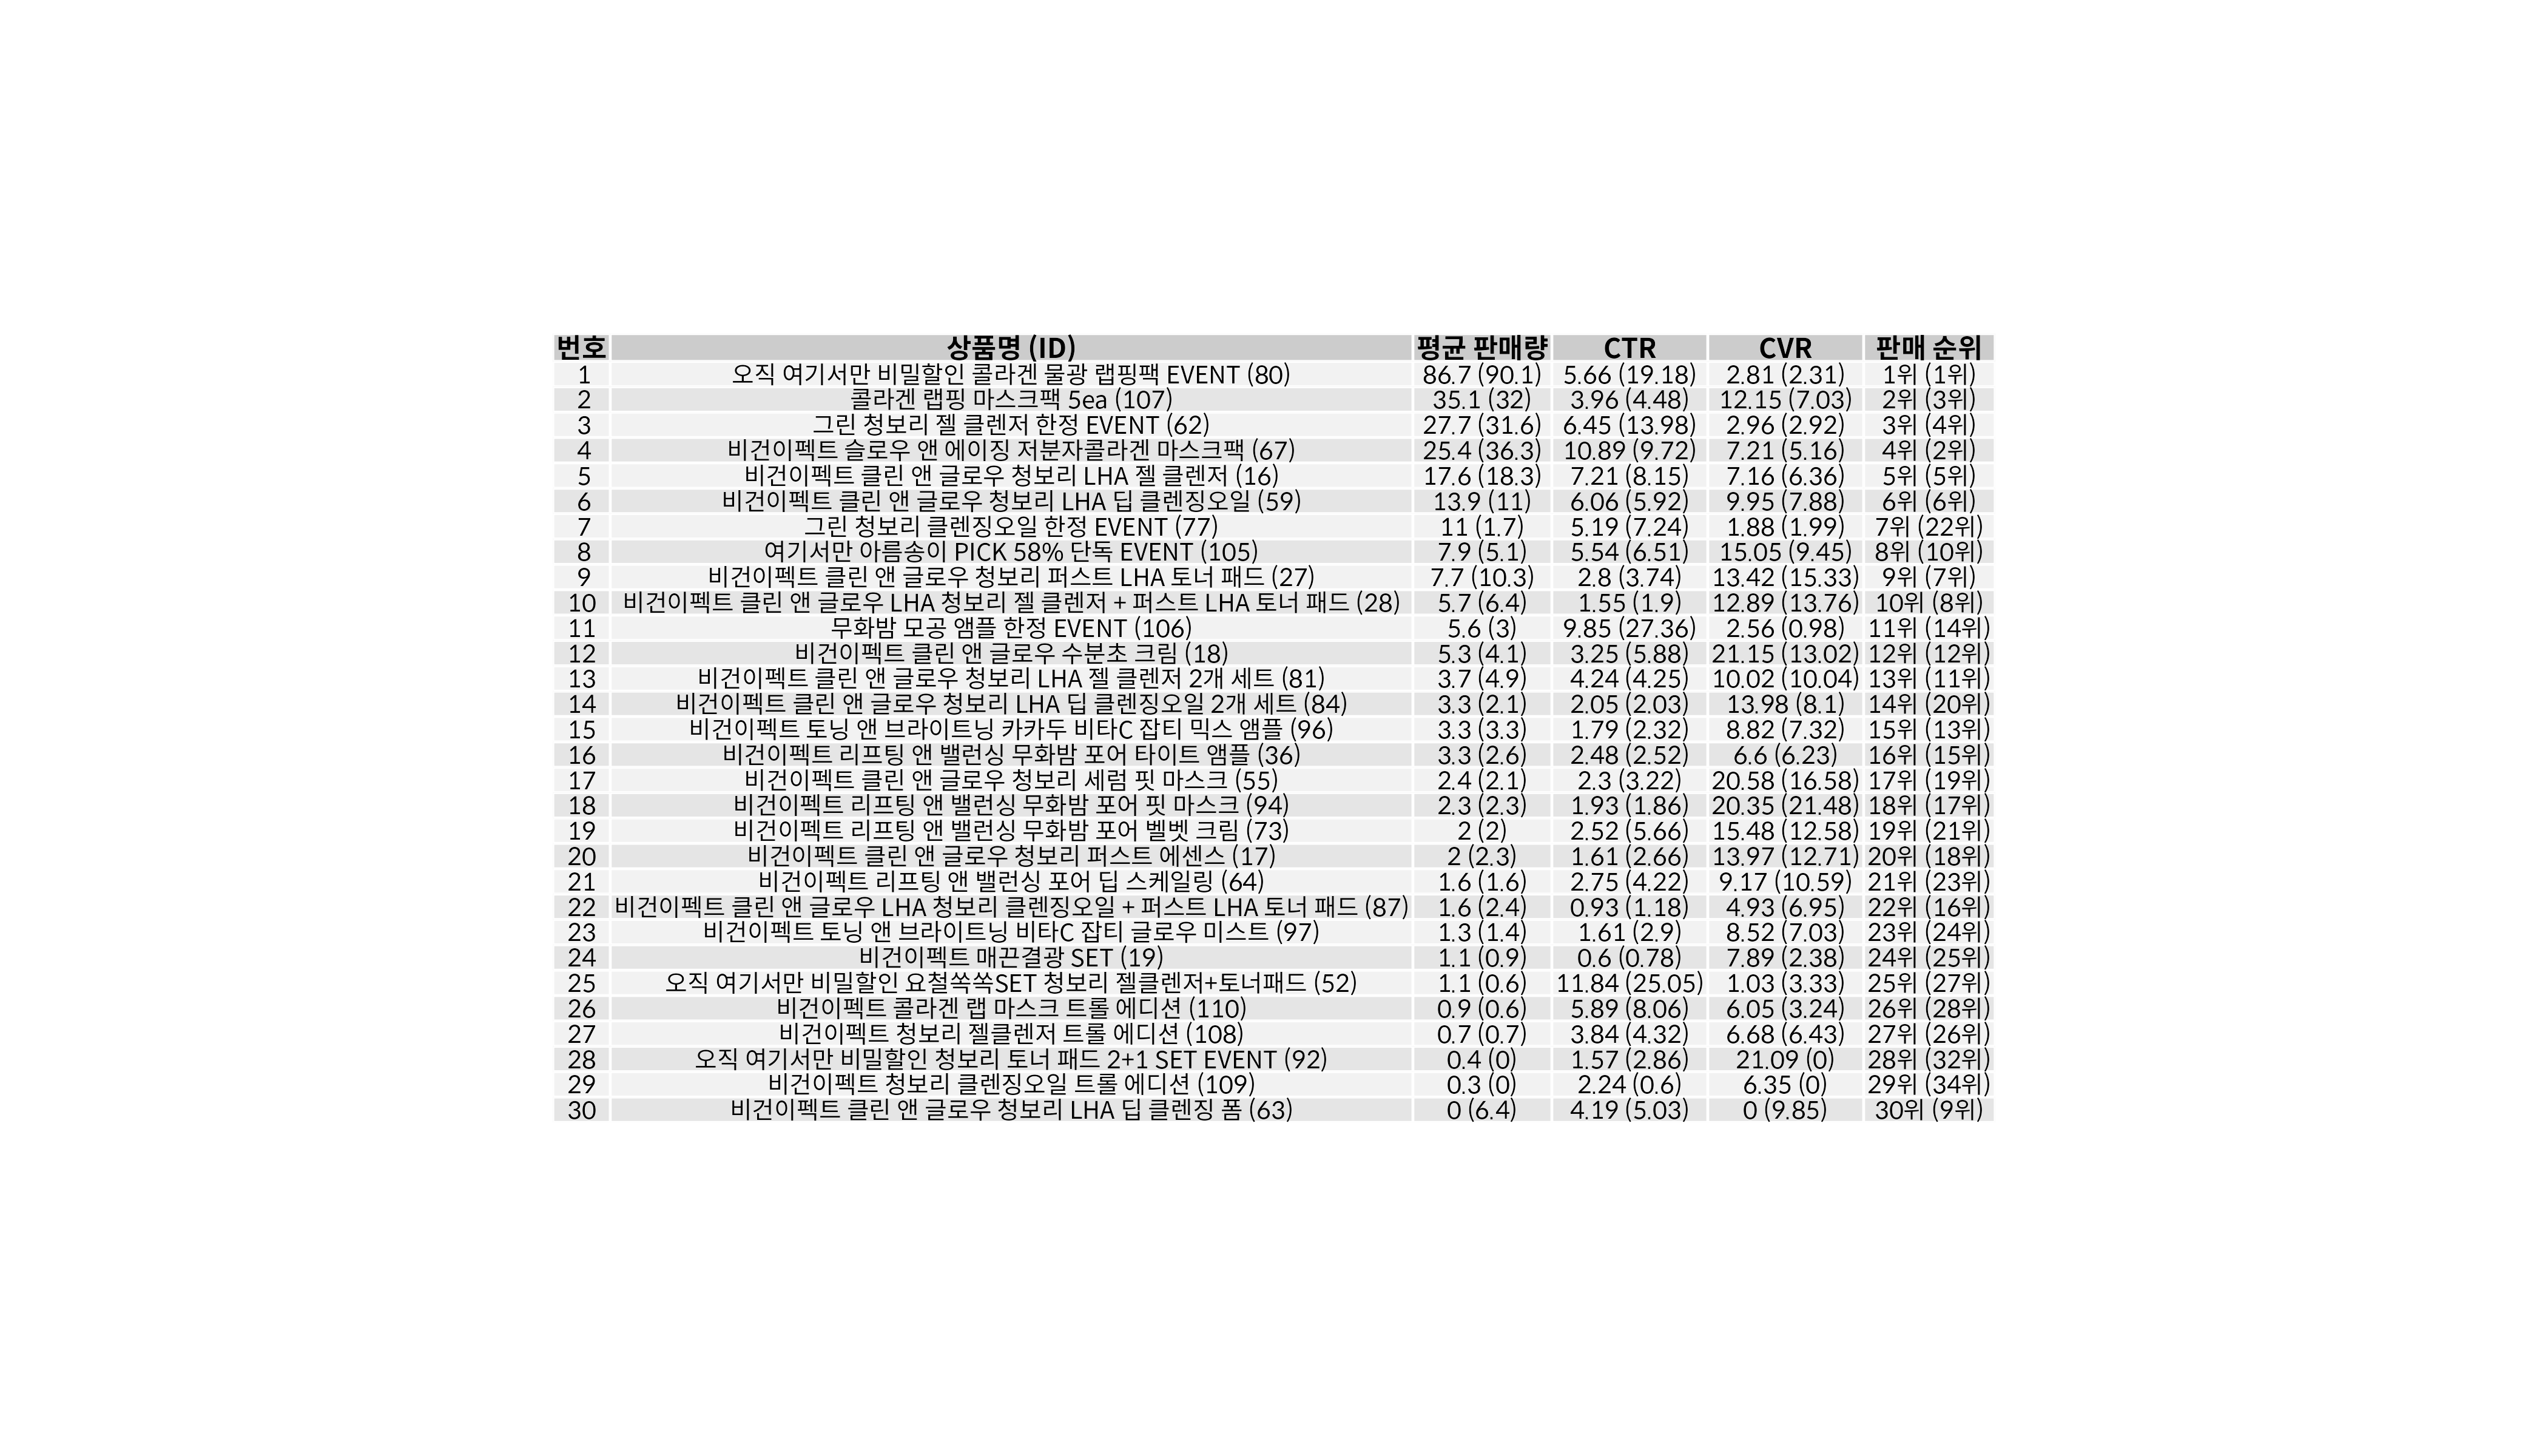 번호 상품명 (ID) 평균 판매량 CTR CVR 판매 순위
1 오직 여기서만 비밀할인 콜라겐 물광 랩핑팩 EVENT (80) 86.7 (90.1) 5.66 (19.18) 2.81 (2.31) 1위 (1위)
2 콜라겐 랩핑 마스크팩 5ea (107) 35.1 (32) 3.96 (4.48) 12.15 (7.03) 2위 (3위)
3 그린 청보리 젤 클렌저 한정 EVENT (62) 27.7 (31.6) 6.45 (13.98) 2.96 (2.92) 3위 (4위)
4 비건이펙트 슬로우 앤 에이징 저분자콜라겐 마스크팩 (67) 25.4 (36.3) 10.89 (9.72) 7.21 (5.16) 4위 (2위)
5 비건이펙트 클린 앤 글로우 청보리 LHA 젤 클렌저 (16) 17.6 (18.3) 7.21 (8.15) 7.16 (6.36) 5위 (5위)
6 비건이펙트 클린 앤 글로우 청보리 LHA 딥 클렌징오일 (59) 13.9 (11) 6.06 (5.92) 9.95 (7.88) 6위 (6위)
7 그린 청보리 클렌징오일 한정 EVENT (77) 11 (1.7) 5.19 (7.24) 1.88 (1.99) 7위 (22위)
8 여기서만 아름송이 PICK 58% 단독 EVENT (105) 7.9 (5.1) 5.54 (6.51) 15.05 (9.45) 8위 (10위)
9 비건이펙트 클린 앤 글로우 청보리 퍼스트 LHA 토너 패드 (27) 7.7 (10.3) 2.8 (3.74) 13.42 (15.33) 9위 (7위)
10 비건이펙트 클린 앤 글로우 LHA 청보리 젤 클렌저 + 퍼스트 LHA 토너 패드 (28) 5.7 (6.4) 1.55 (1.9) 12.89 (13.76) 10위 (8위)
11 무화밤 모공 앰플 한정 EVENT (106) 5.6 (3) 9.85 (27.36) 2.56 (0.98) 11위 (14위)
12 비건이펙트 클린 앤 글로우 수분초 크림 (18) 5.3 (4.1) 3.25 (5.88) 21.15 (13.02) 12위 (12위)
13 비건이펙트 클린 앤 글로우 청보리 LHA 젤 클렌저 2개 세트 (81) 3.7 (4.9) 4.24 (4.25) 10.02 (10.04) 13위 (11위)
14 비건이펙트 클린 앤 글로우 청보리 LHA 딥 클렌징오일 2개 세트 (84) 3.3 (2.1) 2.05 (2.03) 13.98 (8.1) 14위 (20위)
15 비건이펙트 토닝 앤 브라이트닝 카카두 비타C 잡티 믹스 앰플 (96) 3.3 (3.3) 1.79 (2.32) 8.82 (7.32) 15위 (13위)
16 비건이펙트 리프팅 앤 밸런싱 무화밤 포어 타이트 앰플 (36) 3.3 (2.6) 2.48 (2.52) 6.6 (6.23) 16위 (15위)
17 비건이펙트 클린 앤 글로우 청보리 세럼 핏 마스크 (55) 2.4 (2.1) 2.3 (3.22) 20.58 (16.58) 17위 (19위)
18 비건이펙트 리프팅 앤 밸런싱 무화밤 포어 핏 마스크 (94) 2.3 (2.3) 1.93 (1.86) 20.35 (21.48) 18위 (17위)
19 비건이펙트 리프팅 앤 밸런싱 무화밤 포어 벨벳 크림 (73) 2 (2) 2.52 (5.66) 15.48 (12.58) 19위 (21위)
20 비건이펙트 클린 앤 글로우 청보리 퍼스트 에센스 (17) 2 (2.3) 1.61 (2.66) 13.97 (12.71) 20위 (18위)
21 비건이펙트 리프팅 앤 밸런싱 포어 딥 스케일링 (64) 1.6 (1.6) 2.75 (4.22) 9.17 (10.59) 21위 (23위)
22 비건이펙트 클린 앤 글로우 LHA 청보리 클렌징오일 + 퍼스트 LHA 토너 패드 (87) 1.6 (2.4) 0.93 (1.18) 4.93 (6.95) 22위 (16위)
23 비건이펙트 토닝 앤 브라이트닝 비타C 잡티 글로우 미스트 (97) 1.3 (1.4) 1.61 (2.9) 8.52 (7.03) 23위 (24위)
24 비건이펙트 매끈결광 SET (19) 1.1 (0.9) 0.6 (0.78) 7.89 (2.38) 24위 (25위)
25 오직 여기서만 비밀할인 요철쏙쏙SET 청보리 젤클렌저+토너패드 (52) 1.1 (0.6) 11.84 (25.05) 1.03 (3.33) 25위 (27위)
26 비건이펙트 콜라겐 랩 마스크 트롤 에디션 (110) 0.9 (0.6) 5.89 (8.06) 6.05 (3.24) 26위 (28위)
27 비건이펙트 청보리 젤클렌저 트롤 에디션 (108) 0.7 (0.7) 3.84 (4.32) 6.68 (6.43) 27위 (26위)
28 오직 여기서만 비밀할인 청보리 토너 패드 2+1 SET EVENT (92) 0.4 (0) 1.57 (2.86) 21.09 (0) 28위 (32위)
29 비건이펙트 청보리 클렌징오일 트롤 에디션 (109) 0.3 (0) 2.24 (0.6) 6.35 (0) 29위 (34위)
30 비건이펙트 클린 앤 글로우 청보리 LHA 딥 클렌징 폼 (63) 0 (6.4) 4.19 (5.03) 0 (9.85) 30위 (9위)